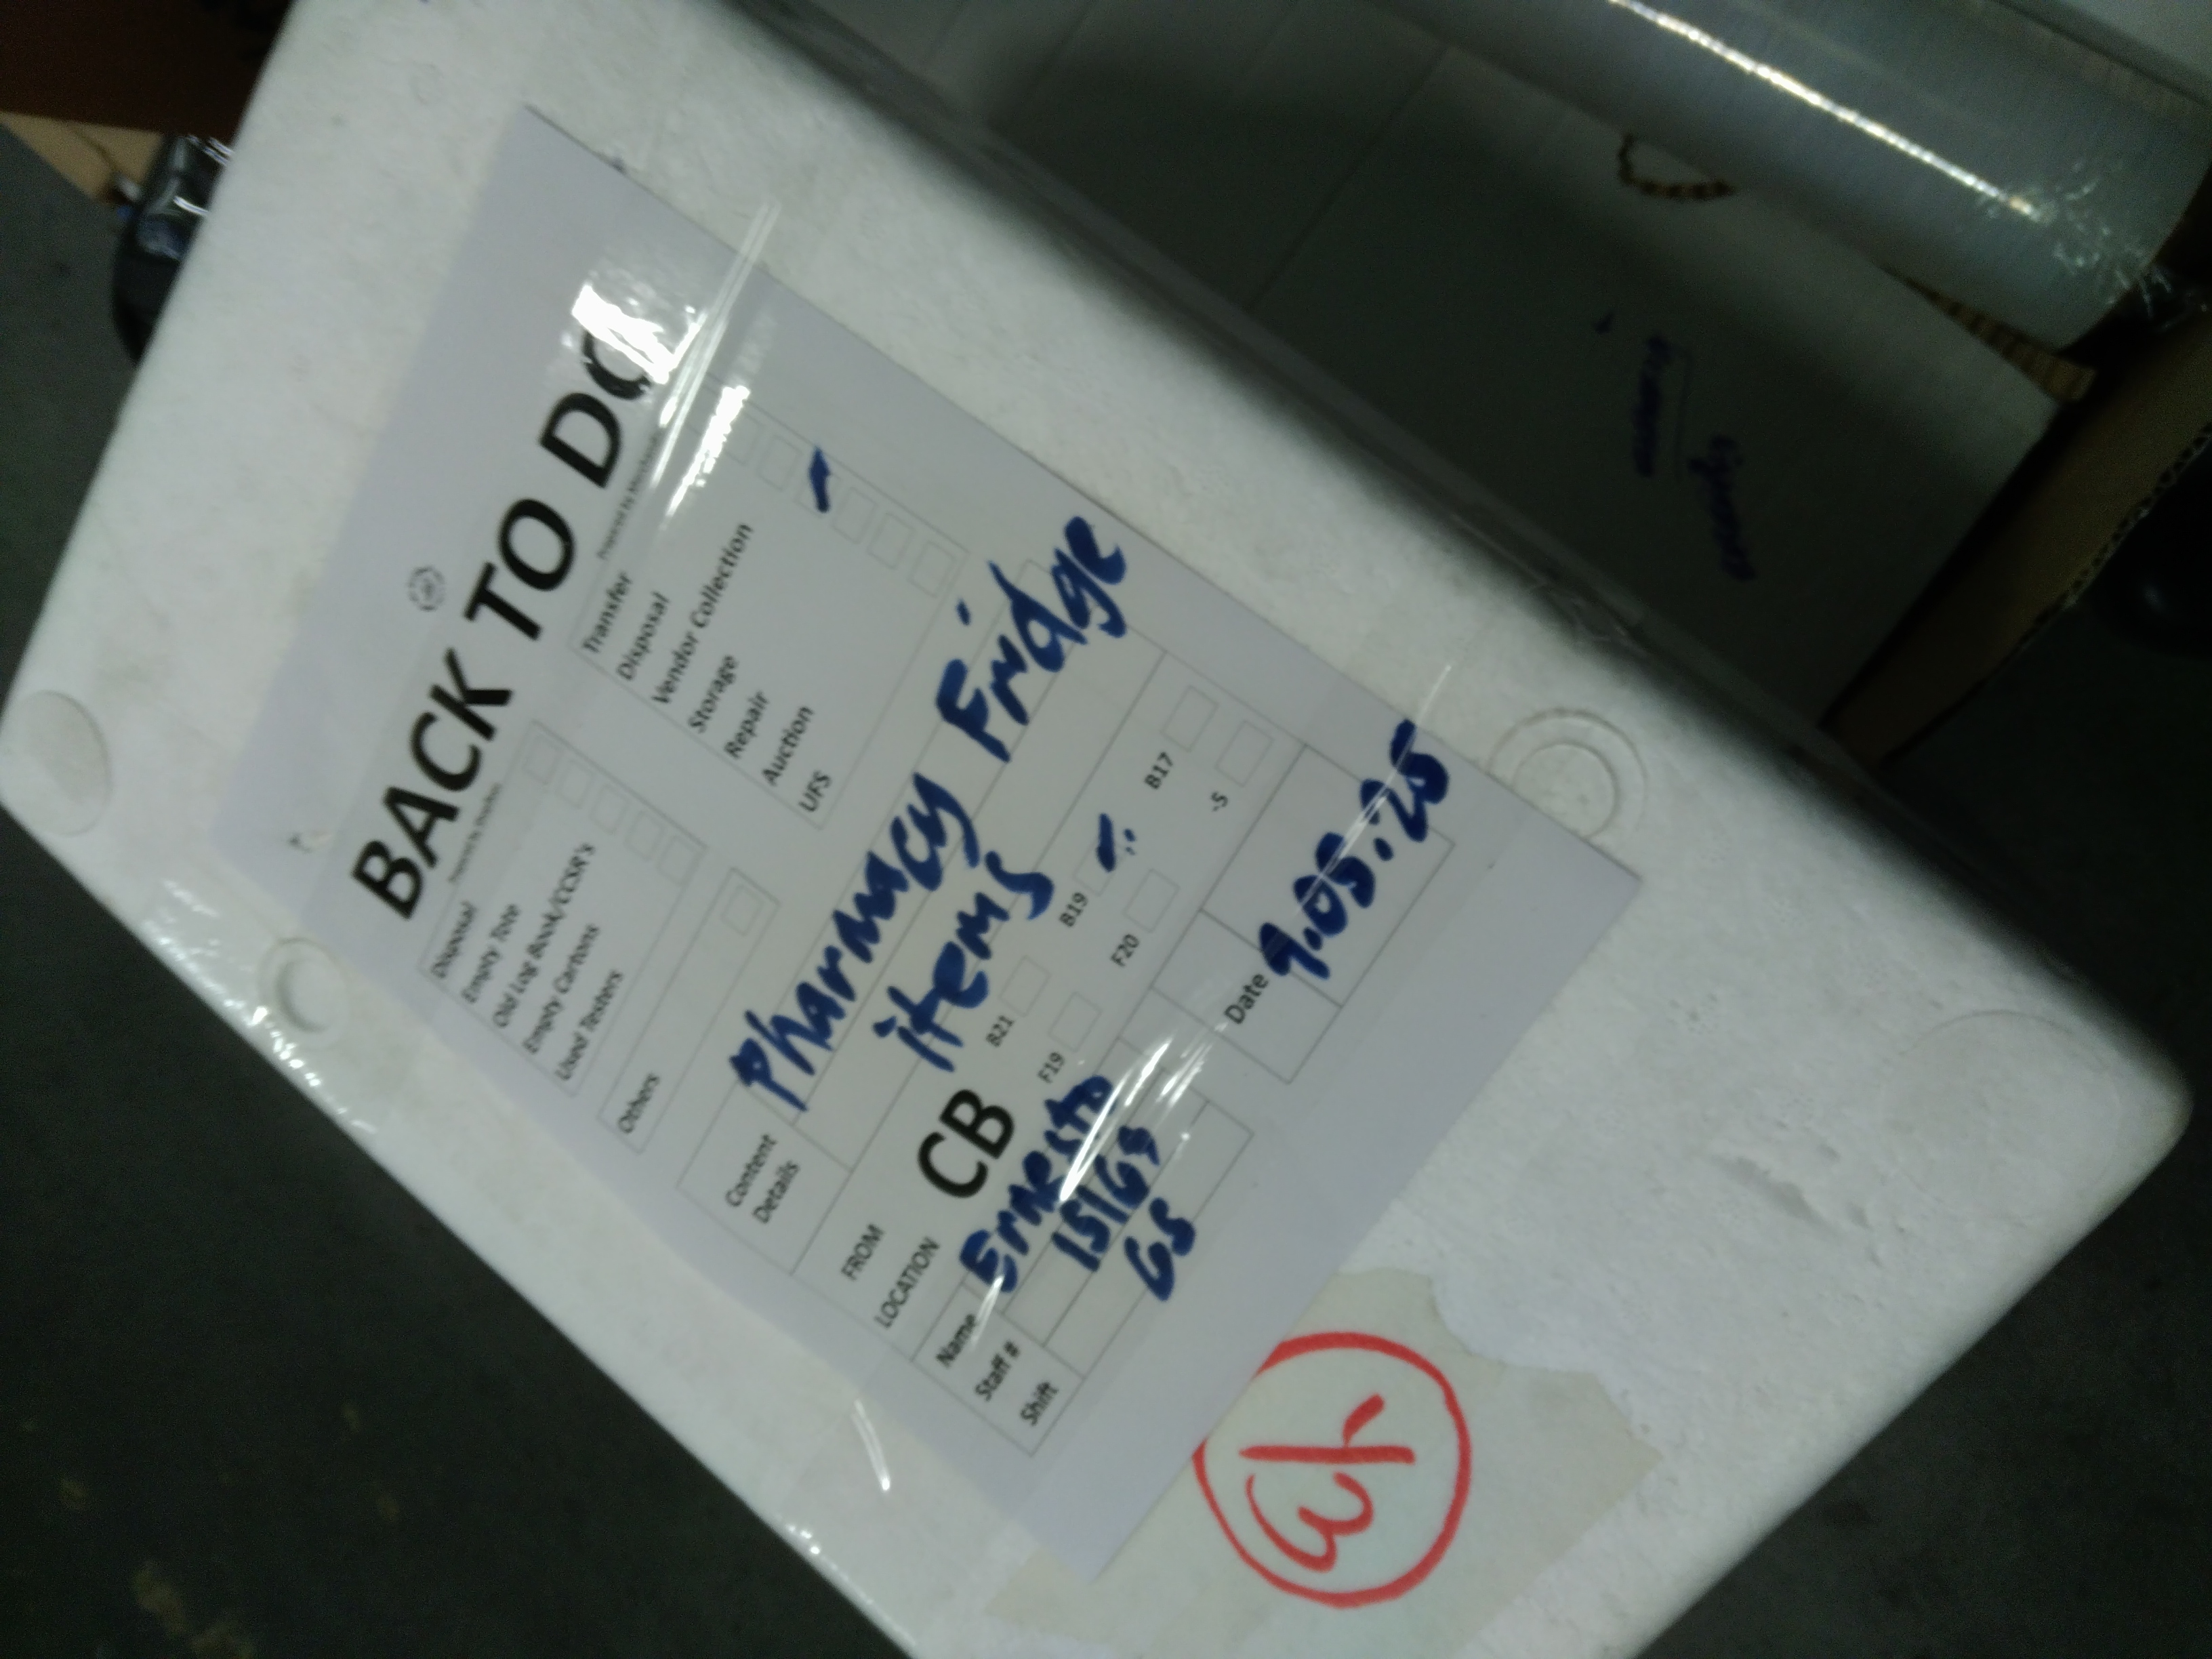 BACK TO DC
Disposal
Empty Tote
Old Log Book/CCSR's
Empty Cartons
Used Testers
Others
Transfer
Disposal
Vendor Collection
Storage
Repair
Auction
UFS
Content
Details
Pharmacy Fridge
items
FROM
LOCATION
CB
B21 B19 B17
F19 F20 -5
Name Ernesto
Staff # 15169
Shift GS
Date 9.05.25